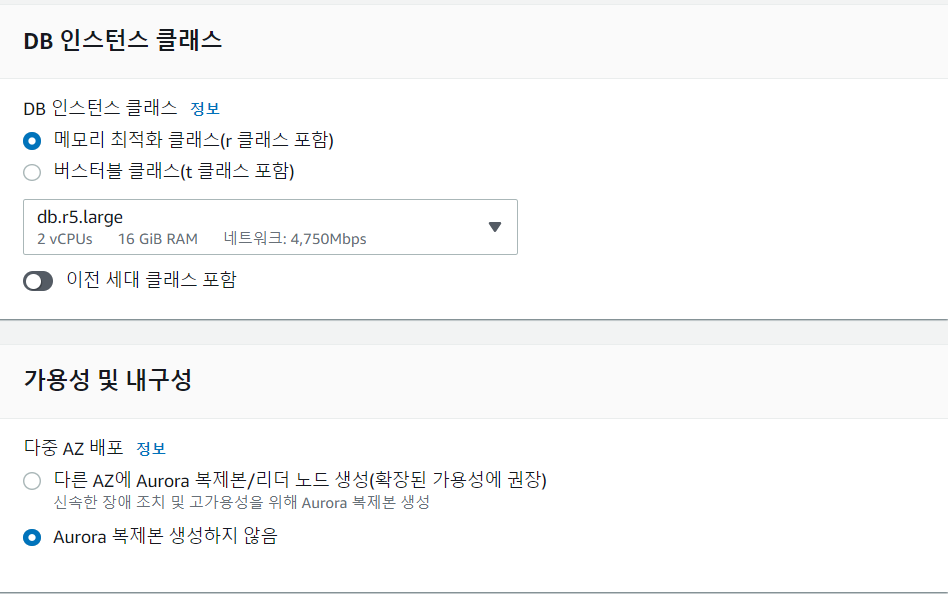 DB 인스턴스 클래스
DB 인스턴스 클래스 정보
메모리 최적화 클래스(r 클래스 포함)
버스터블 클래스(t 클래스 포함)
db.r5.large
2 vCPUs 16 GiB RAM 네트워크: 4,750Mbps
이전 세대 클래스 포함
가용성 및 내구성
다중 AZ 배포 정보
다른 AZ에 Aurora 복제본/리더 노드 생성(확장된 가용성에 권장)
신속한 장애 조치 및 고가용성을 위해 Aurora 복제본 생성
Aurora 복제본 생성하지 않음